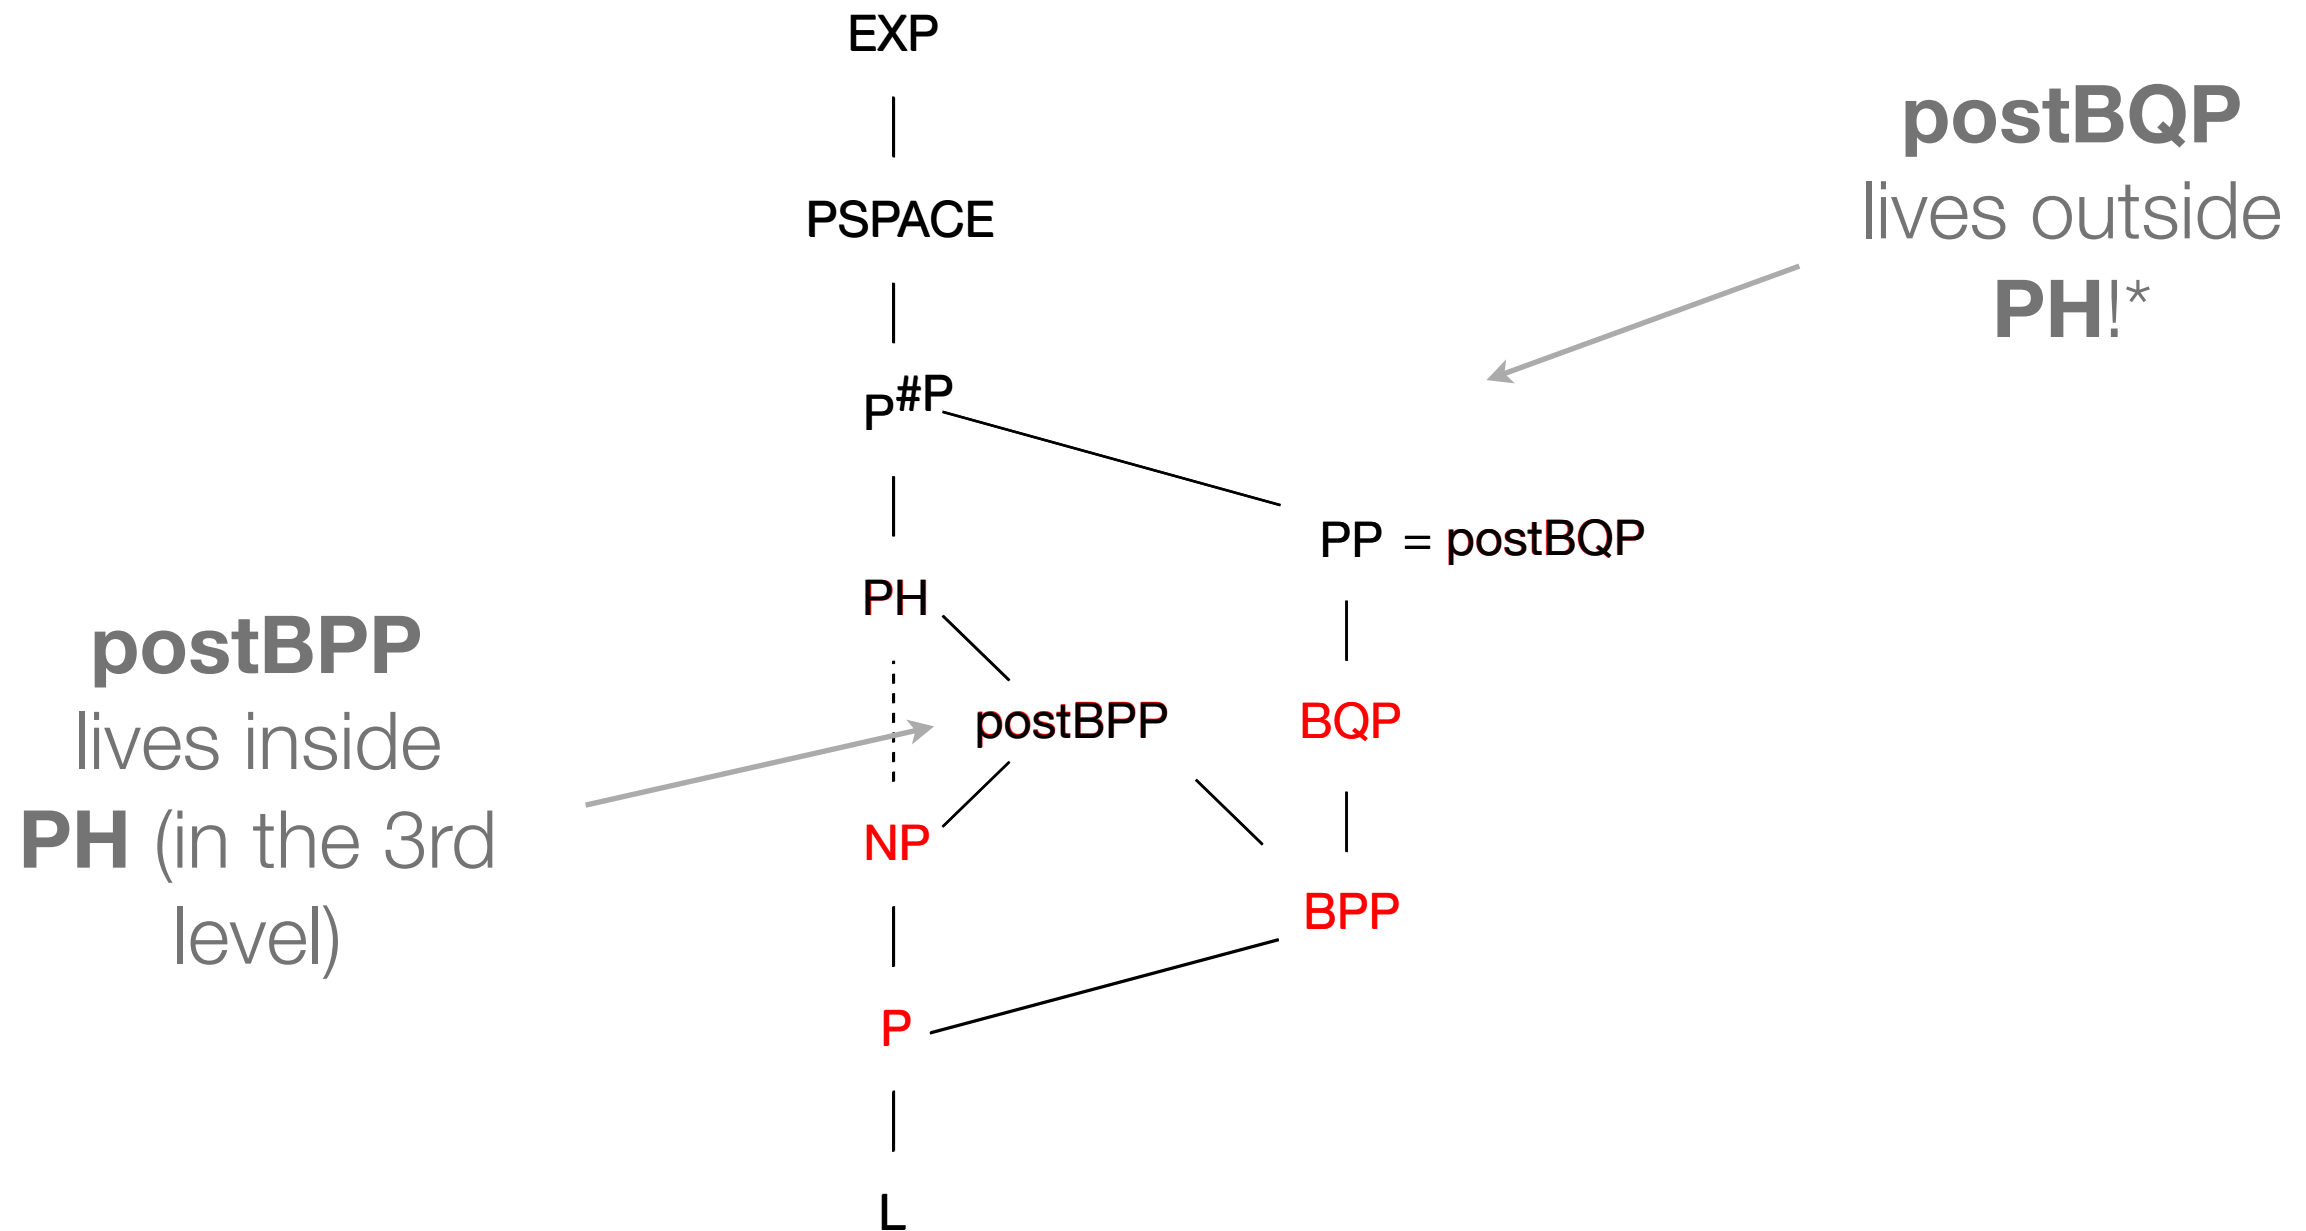 EXP
postBQP
lives outside
PH!*
PSPACE
P#P
PP = postBQP
PH
postBPP
lives inside
PH (in the 3rd
level)
postBPP
BQP
NP
BPP
P
L